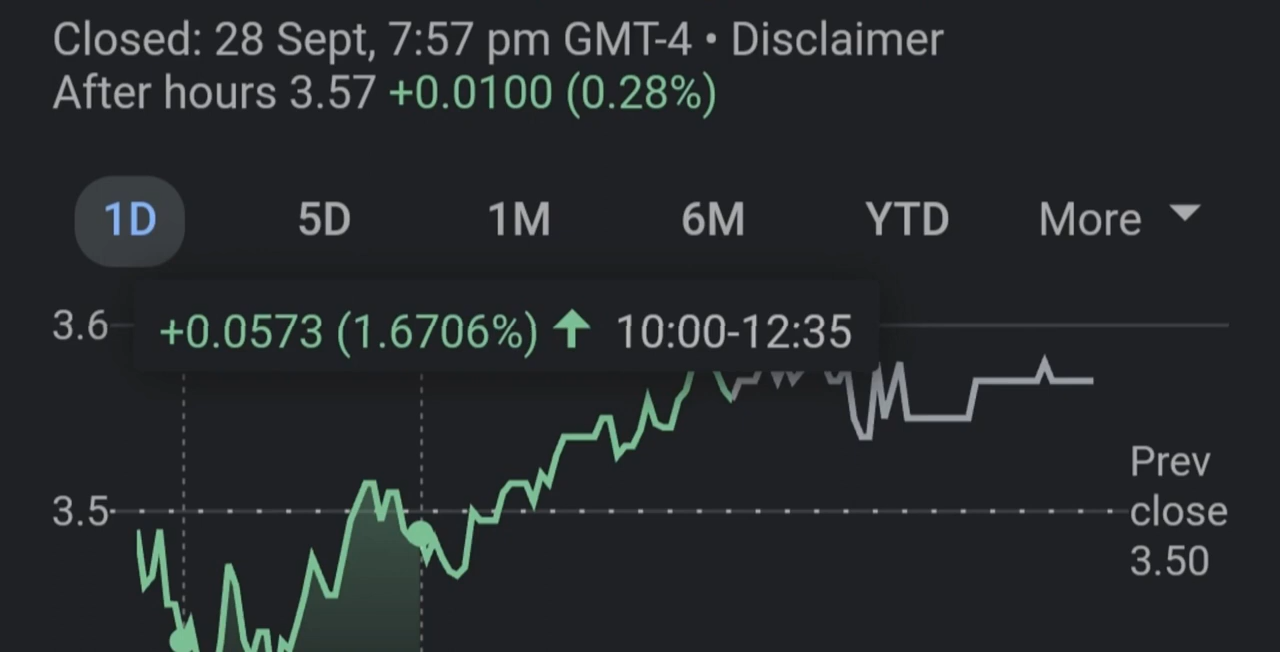 Closed: 28 Sept, 7:57 pm GMT-4 • Disclaimer
After hours 3.57 +0.0100 (0.28%)
1D 5D 1M 6M YTD More
3.6
+0.0573 (1.6706%) ↑ 10:00-12:35
3.5
Prev
close
3.50